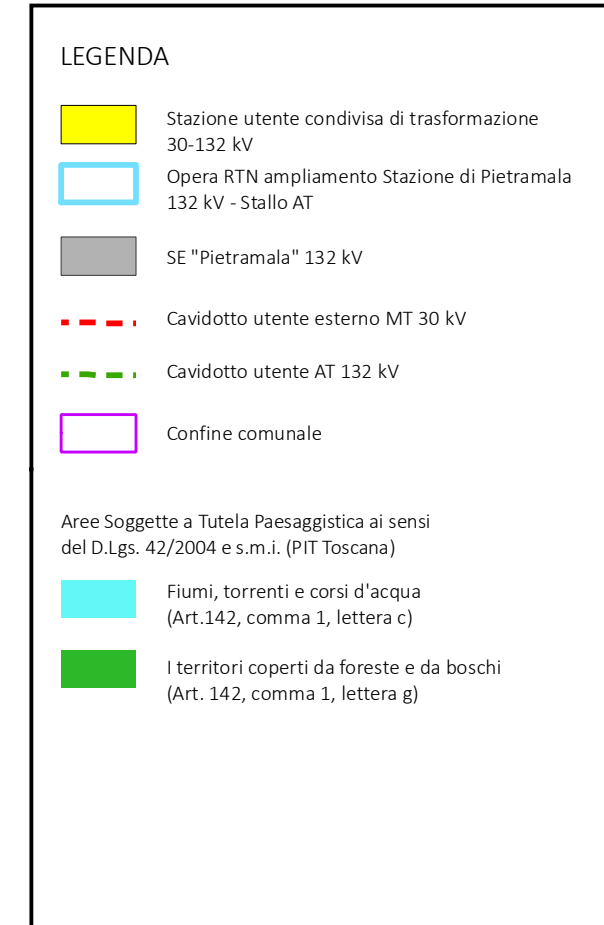 LEGENDA
Stazione utente condivisa di trasformazione
30-132 kV
Opera RTN ampliamento Stazione di Pietramala
132 kV - Stallo AT
SE "Pietramala" 132 kV
Cavidotto utente esterno MT 30 kV
Cavidotto utente AT 132 kV
Confine comunale
Aree Soggette a Tutela Paesaggistica ai sensi
del D.Lgs. 42/2004 e s.m.i. (PIT Toscana)
Fiumi, torrenti e corsi d'acqua
(Art.142, comma 1, lettera c)
I territori coperti da foreste e da boschi
(Art. 142, comma 1, lettera g)